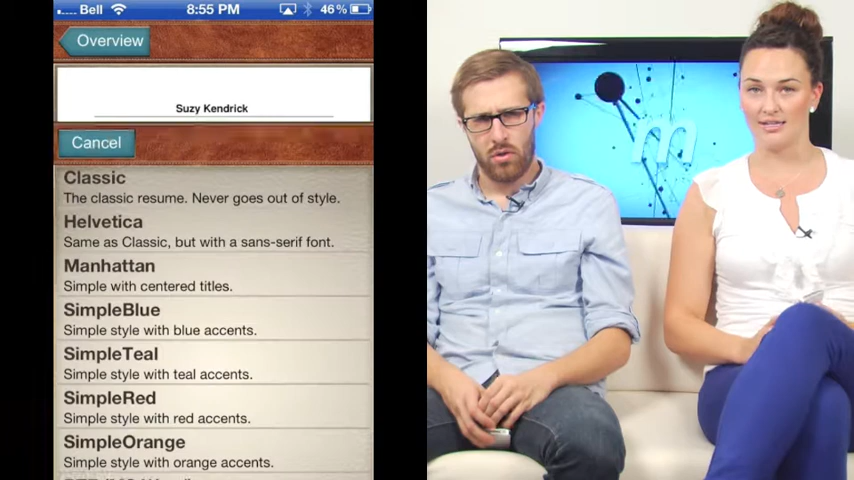 Bell 8:55 PM 46%
Overview
Suzy Kendrick
Cancel
Classic
The classic resume. Never goes out of style.
Helvetica
Same as Classic, but with a sans-serif font.
Manhattan
Simple with centered titles.
SimpleBlue
Simple style with blue accents.
SimpleTeal
Simple style with teal accents.
SimpleRed
Simple style with red accents.
SimpleOrange
Simple style with orange accents.
m